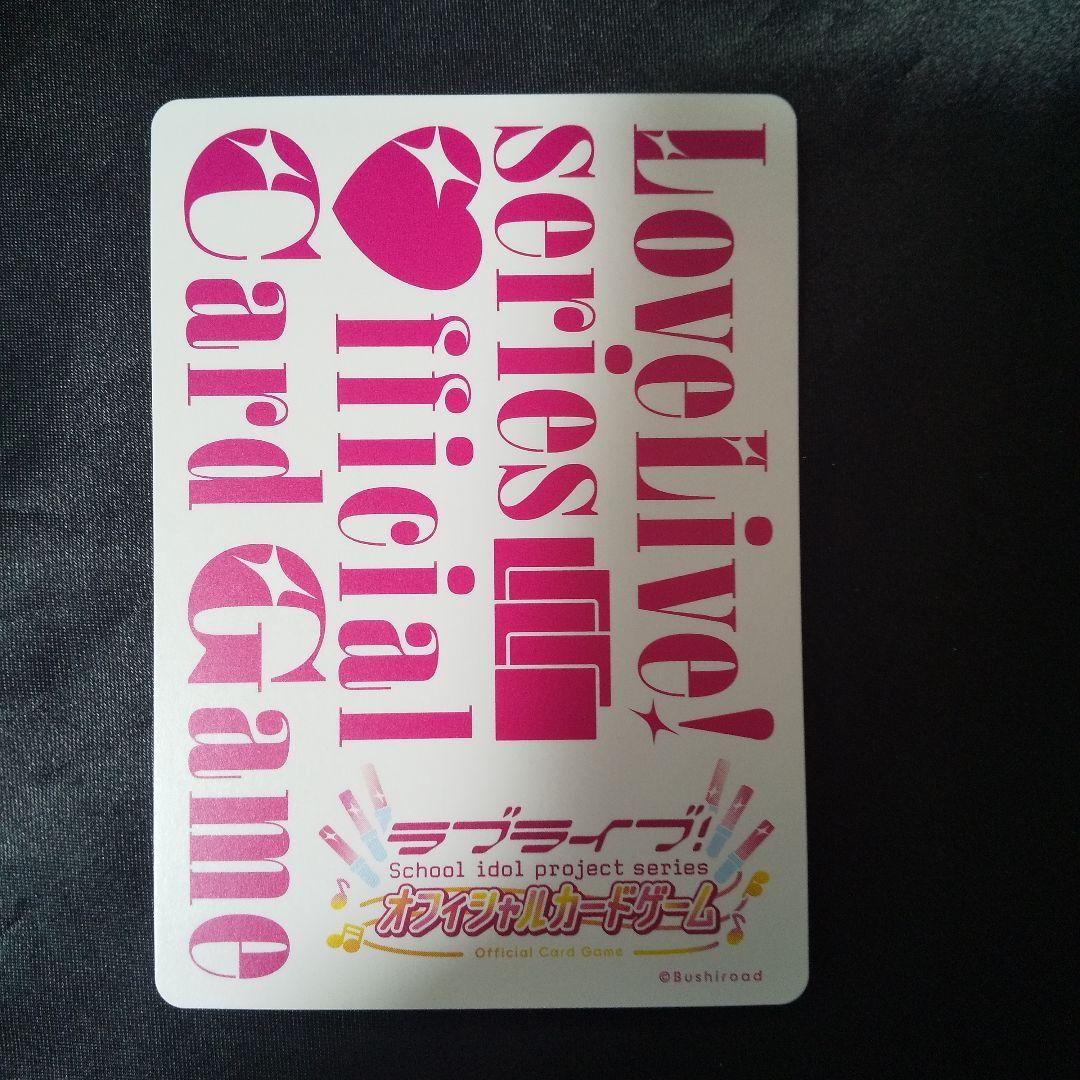 LoveLive!
series
Official
Card Game
ラブライブ!
School idol project series
オフィシャルカードゲーム
Official Card Game
©Bushiroad